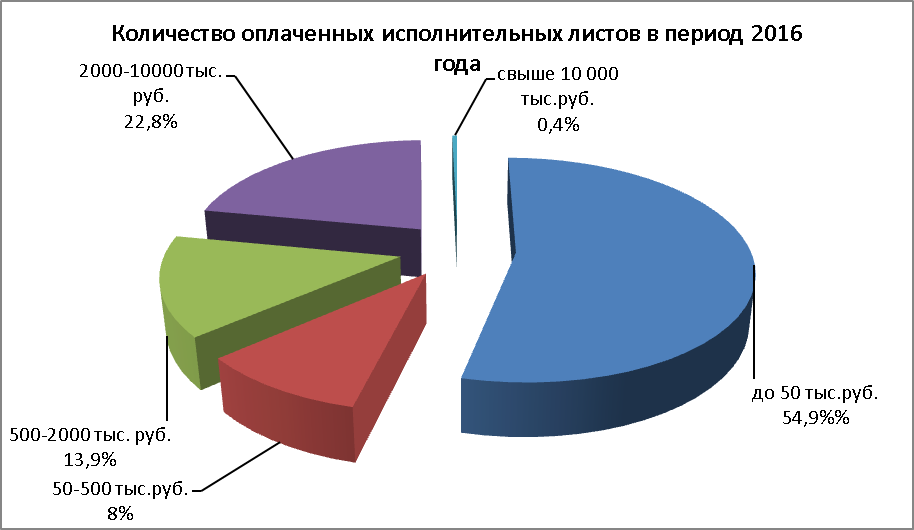 Количество оплаченных исполнительных листов в период 2016
года
2000-10000 тыс.
руб.
22,8%
свыше 10 000
тыс.руб.
0,4%
до 50 тыс.руб.
54,9%%
500-2000 тыс. руб.
13,9%
50-500 тыс.руб.
8%